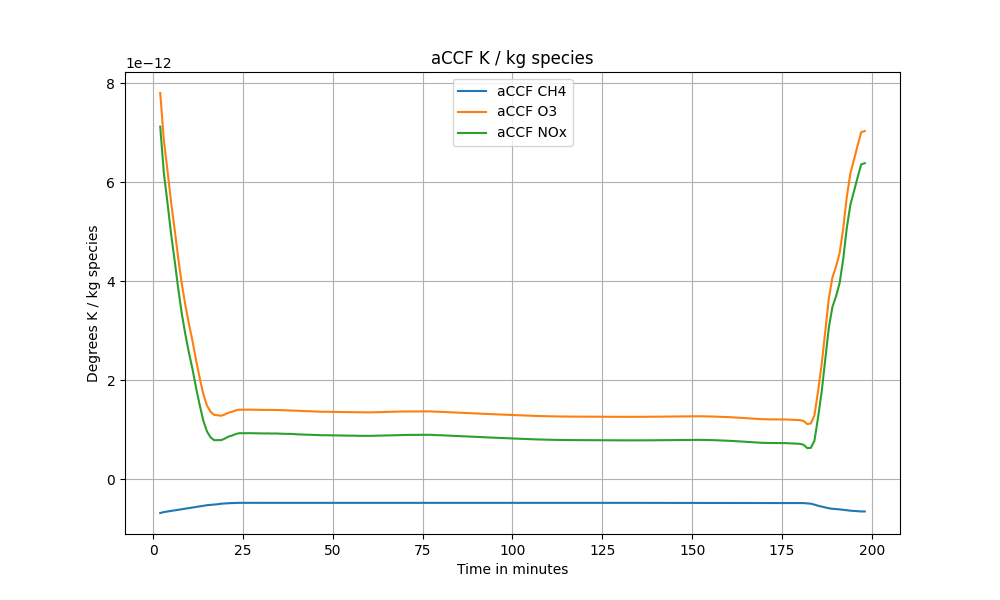 aCCF K / kg species
1e−12
aCCF CH4
aCCF O3
aCCF NOx
8
6
4
2
0
Degrees K / kg species
0 25 50 75 100 125 150 175 200
Time in minutes